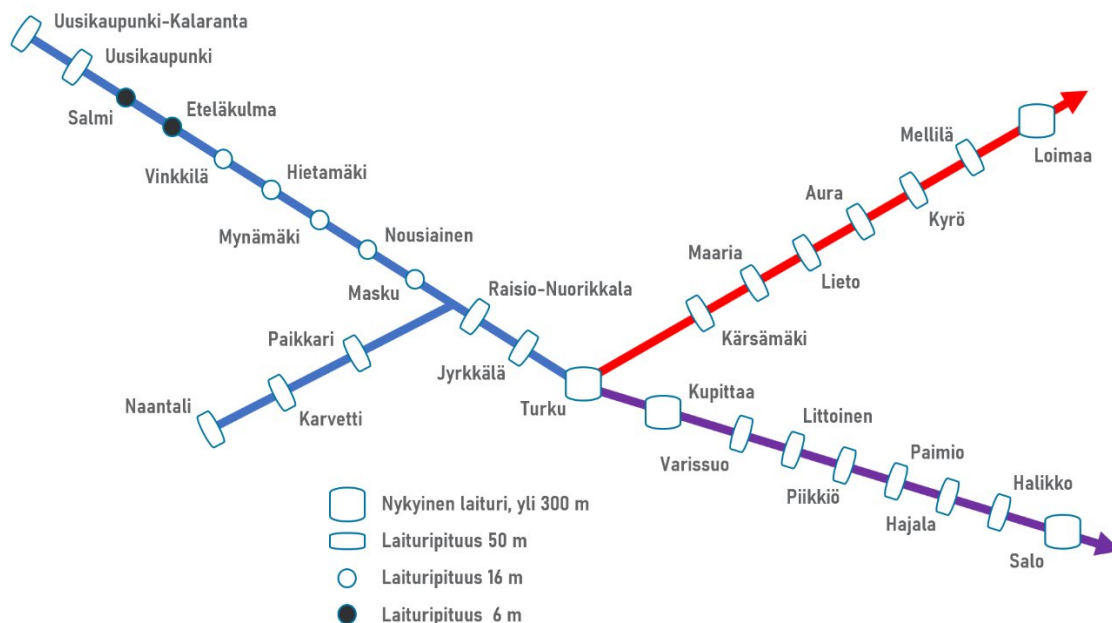 Uusikaupunki-Kalaranta
Uusikaupunki
Salmi
Eteläkulma
Vinkkilä
Hietamäki
Mynämäki
Nousiainen
Masku
Raisio-Nuorikkala
Jyrkkälä
Paikkari
Karvetti
Naantali
Turku
Kärsämäki
Maaria
Lieto
Aura
Kyrö
Mellilä
Loimaa
Kupittaa
Varissuo
Littoinen
Piikkiö
Paimio
Hajala
Halikko
Salo
Nykyinen laituri, yli 300 m
Laituripituus 50 m
Laituripituus 16 m
Laituripituus 6 m